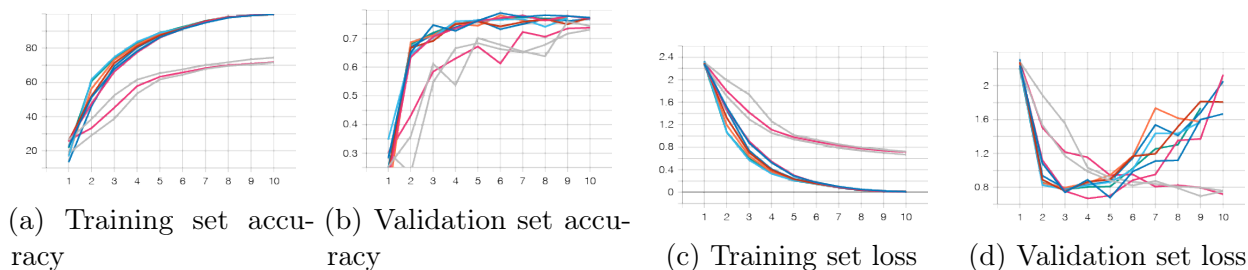 80
60
40
20
1 2 3 4 5 6 7 8 9 10
(a) Training set accu-
racy
0.7
0.6
0.5
0.4
0.3
1 2 3 4 5 6 7 8 9 10
(b) Validation set accu-
racy
2.4
2
1.6
1.2
0.8
0.4
0
1 2 3 4 5 6 7 8 9 10
(c) Training set loss
2
1.6
1.2
0.8
1 2 3 4 5 6 7 8 9 10
(d) Validation set loss